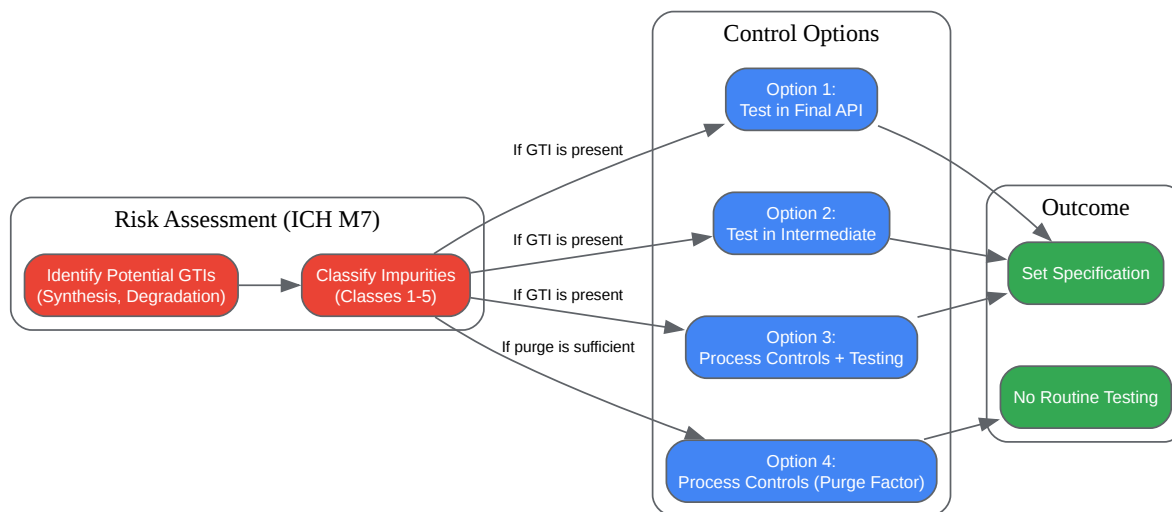 Risk Assessment (ICH M7)
Identify Potential GTIs
(Synthesis, Degradation)
Classify Impurities
(Classes 1-5)
If GTI is present
If GTI is present
If GTI is present
If purge is sufficient
Control Options
Option 1:
Test in Final API
Option 2:
Test in Intermediate
Option 3:
Process Controls + Testing
Option 4:
Process Controls (Purge Factor)
Outcome
Set Specification
No Routine Testing